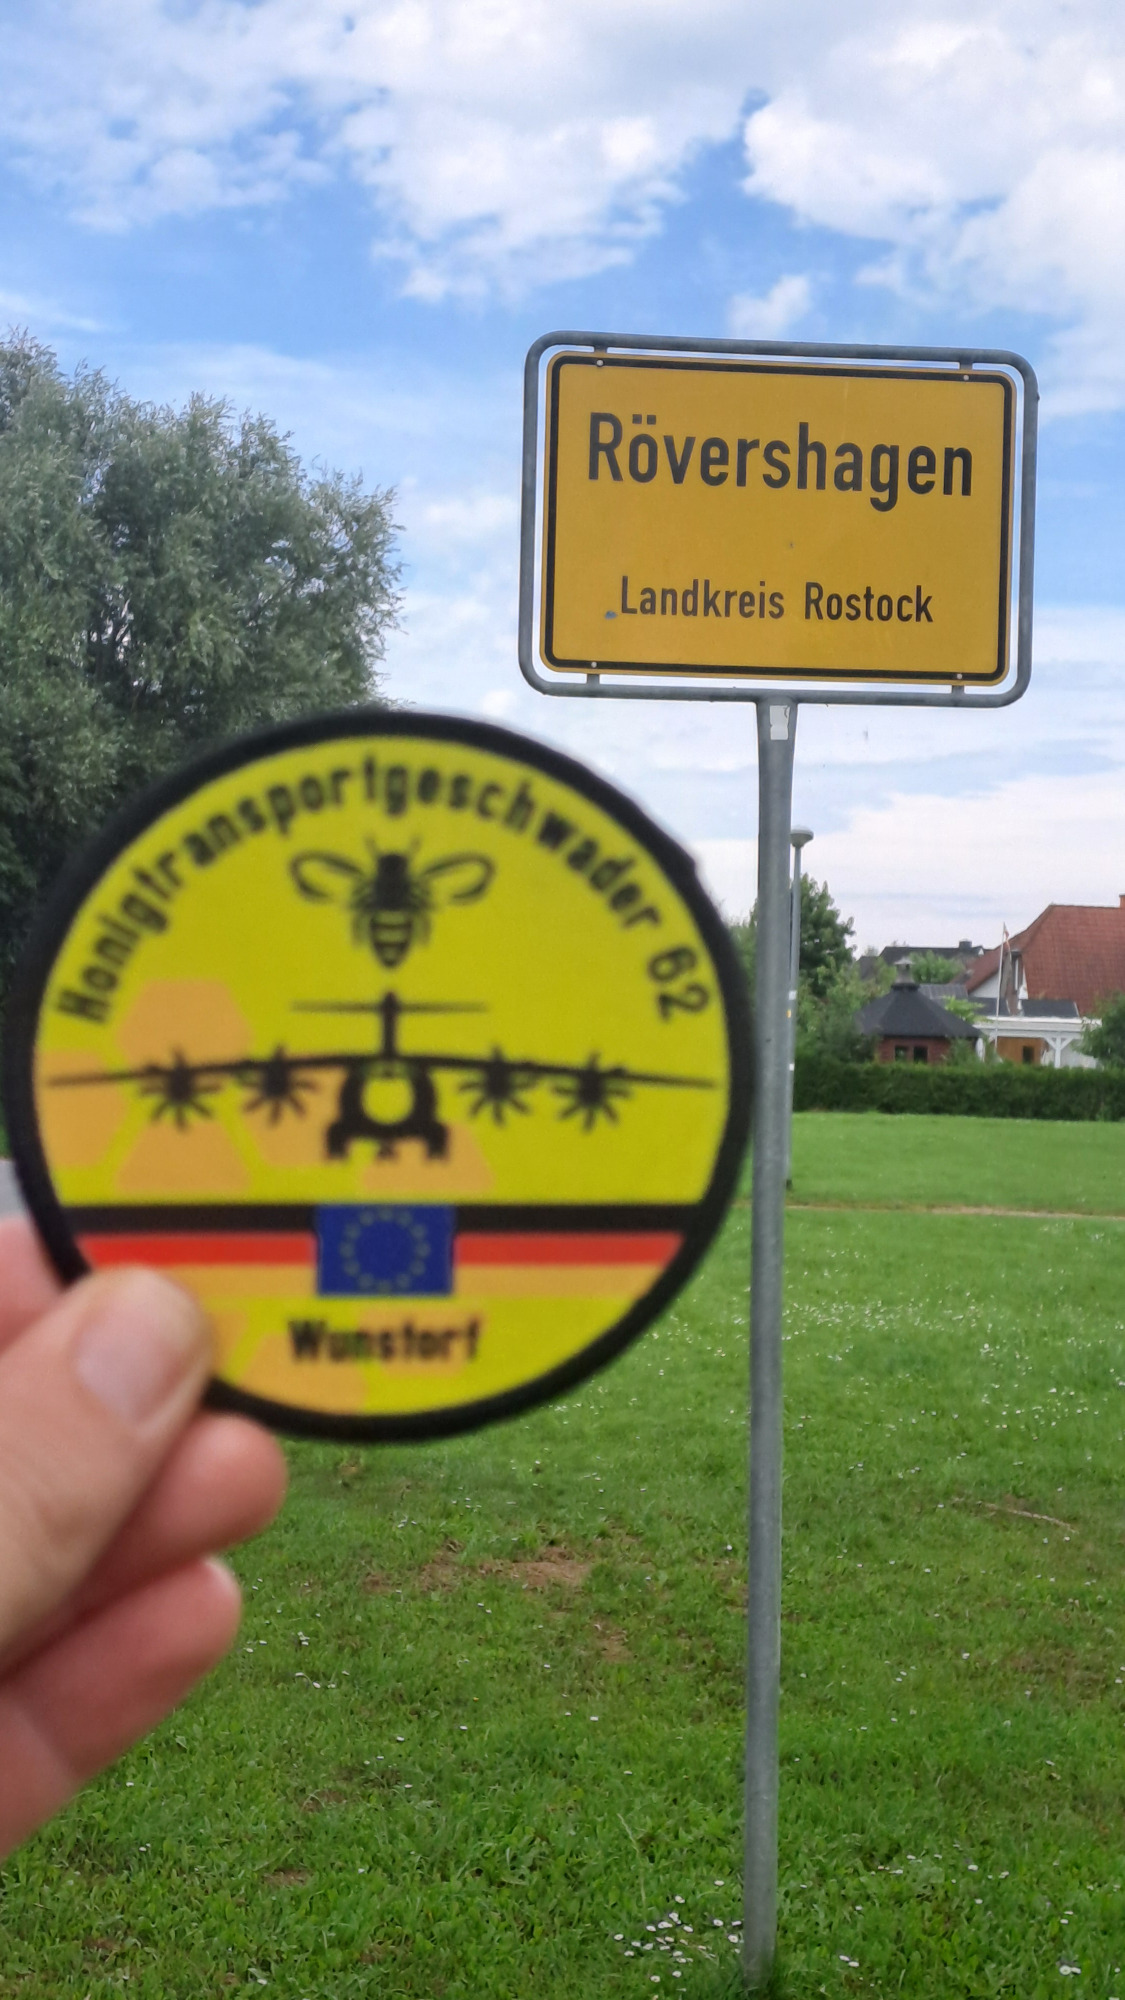 Rövershagen
Landkreis Rostock
Honigtransportgeschwader 62
Wunstorf